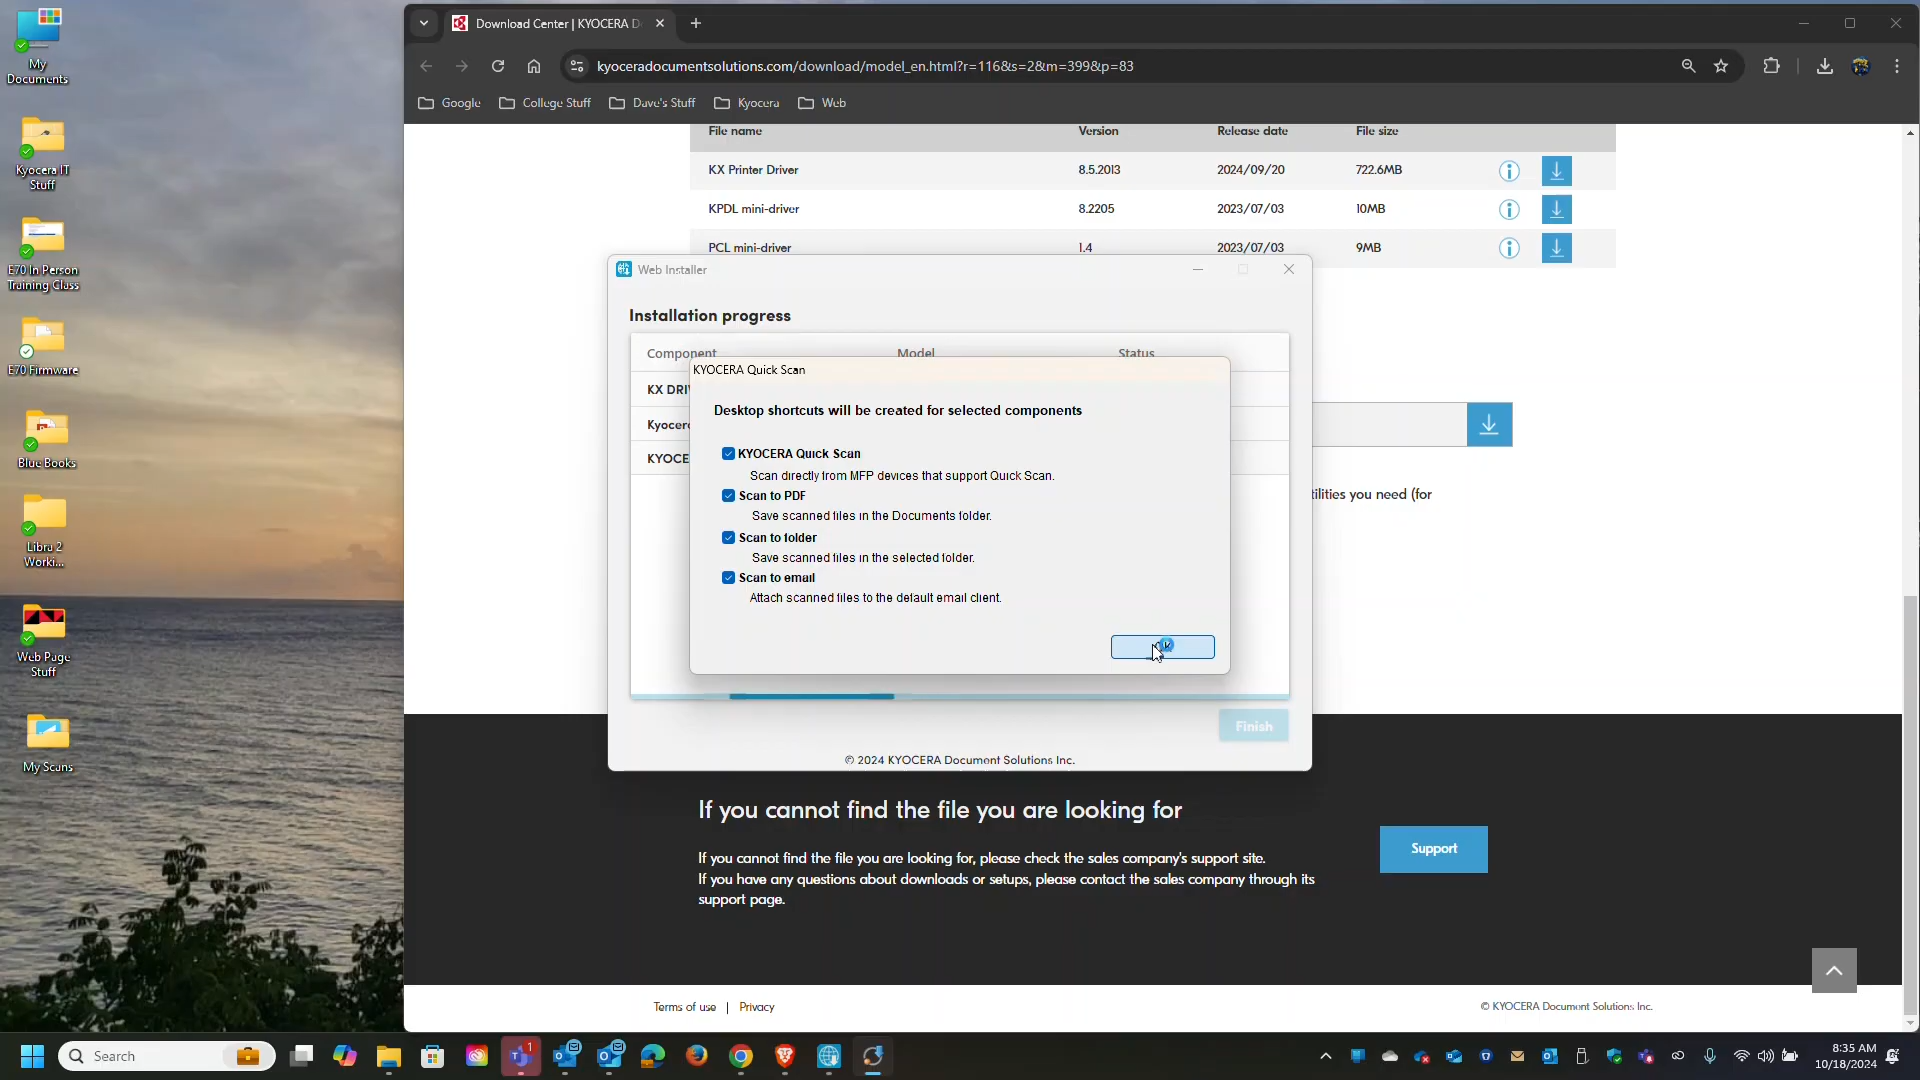 Download Center | KYOCERA D
kyoceradocumentsolutions.com/download/model_en.html?r=116&s=2&m=399&p=83
Google
College Stuff
Dave's Stuff
Kyocera
Web
My
Documents
Kyocera IT
Stuff
E70 In Person
Training Class
E70 Firmware
Blue Books
Libra 2
Worki...
Web Page
Stuff
My Scans
File name Version Release date File size
KX Printer Driver 8.5.2013 2024/09/20 722.6MB
KPDL mini-driver 8.2205 2023/07/03 10MB
PCL mini-driver 1.4 2023/07/03 9MB
Web Installer
Installation progress
Component Model Status
KX DRI
Kyocer
KYOCE
KYOCERA Quick Scan
Desktop shortcuts will be created for selected components
KYOCERA Quick Scan
Scan directly from MFP devices that support Quick Scan.
Scan to PDF
Save scanned files in the Documents folder.
Scan to folder
Save scanned files in the selected folder.
Scan to email
Attach scanned files to the default email client.
tilities you need (for
Finish
© 2024 KYOCERA Document Solutions Inc.
If you cannot find the file you are looking for
If you cannot find the file you are looking for, please check the sales company's support site.
If you have any questions about downloads or setups, please contact the sales company through its
support page.
Support
Terms of use | Privacy
© KYOCERA Document Solutions Inc.
Search
1
8:35 AM
10/18/2024